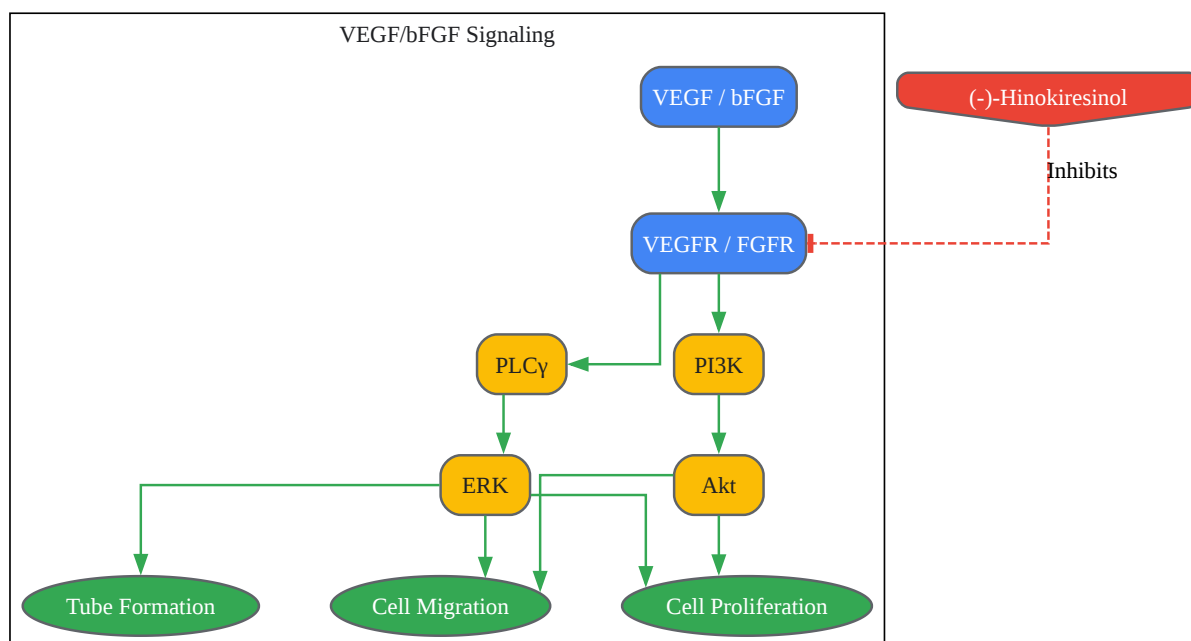 VEGF/bFGF Signaling
VEGF / bFGF
(-)-Hinokiresinol
Inhibits
VEGFR / FGFR
PLCγ
PI3K
ERK
Akt
Tube Formation
Cell Migration
Cell Proliferation